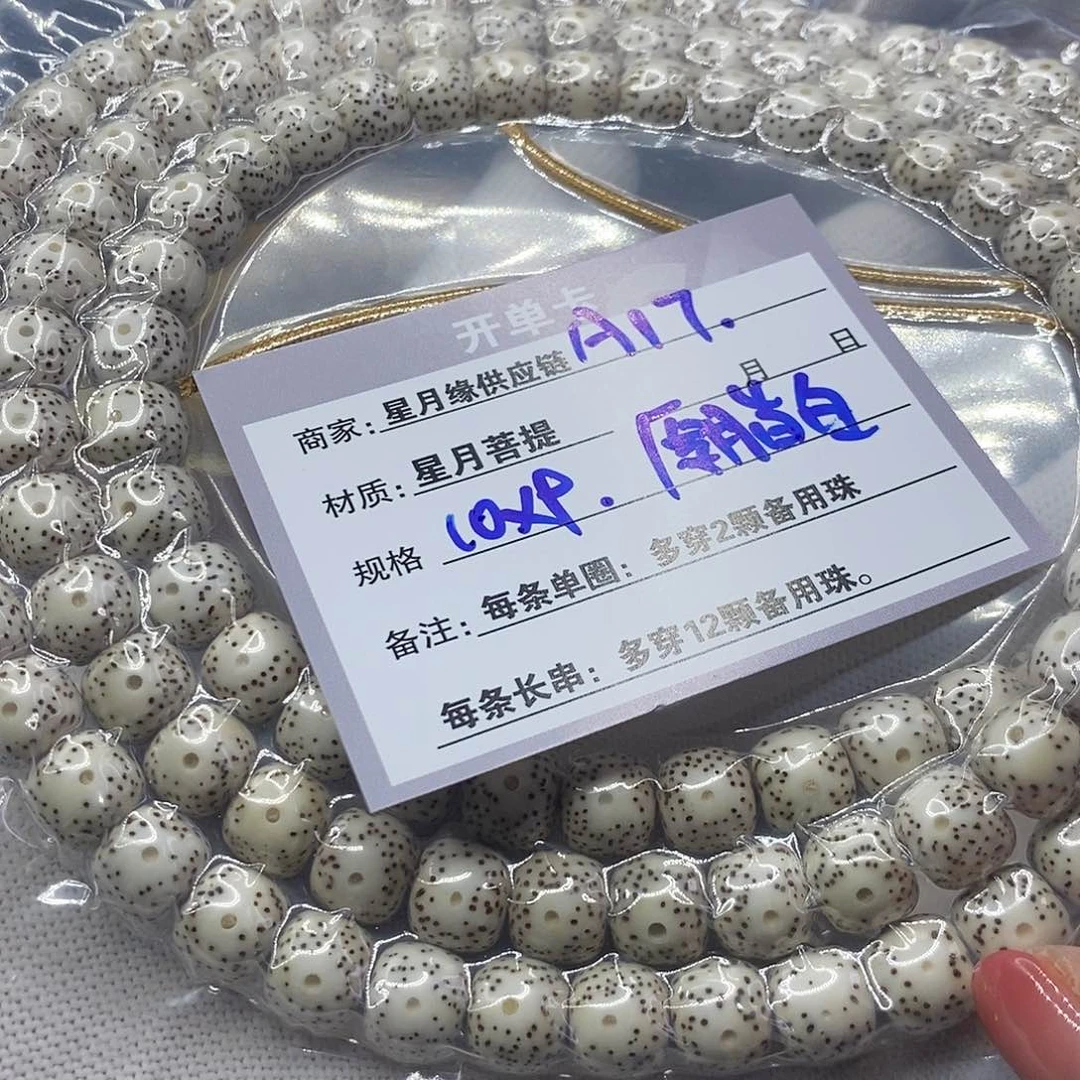 开单卡
商家：星月缘供应链 A17.
月 日
材质：星月菩提
规格 10XP. 脂白
备注：每条单圈：多穿2颗备用珠
每条长串：多穿12颗备用珠。